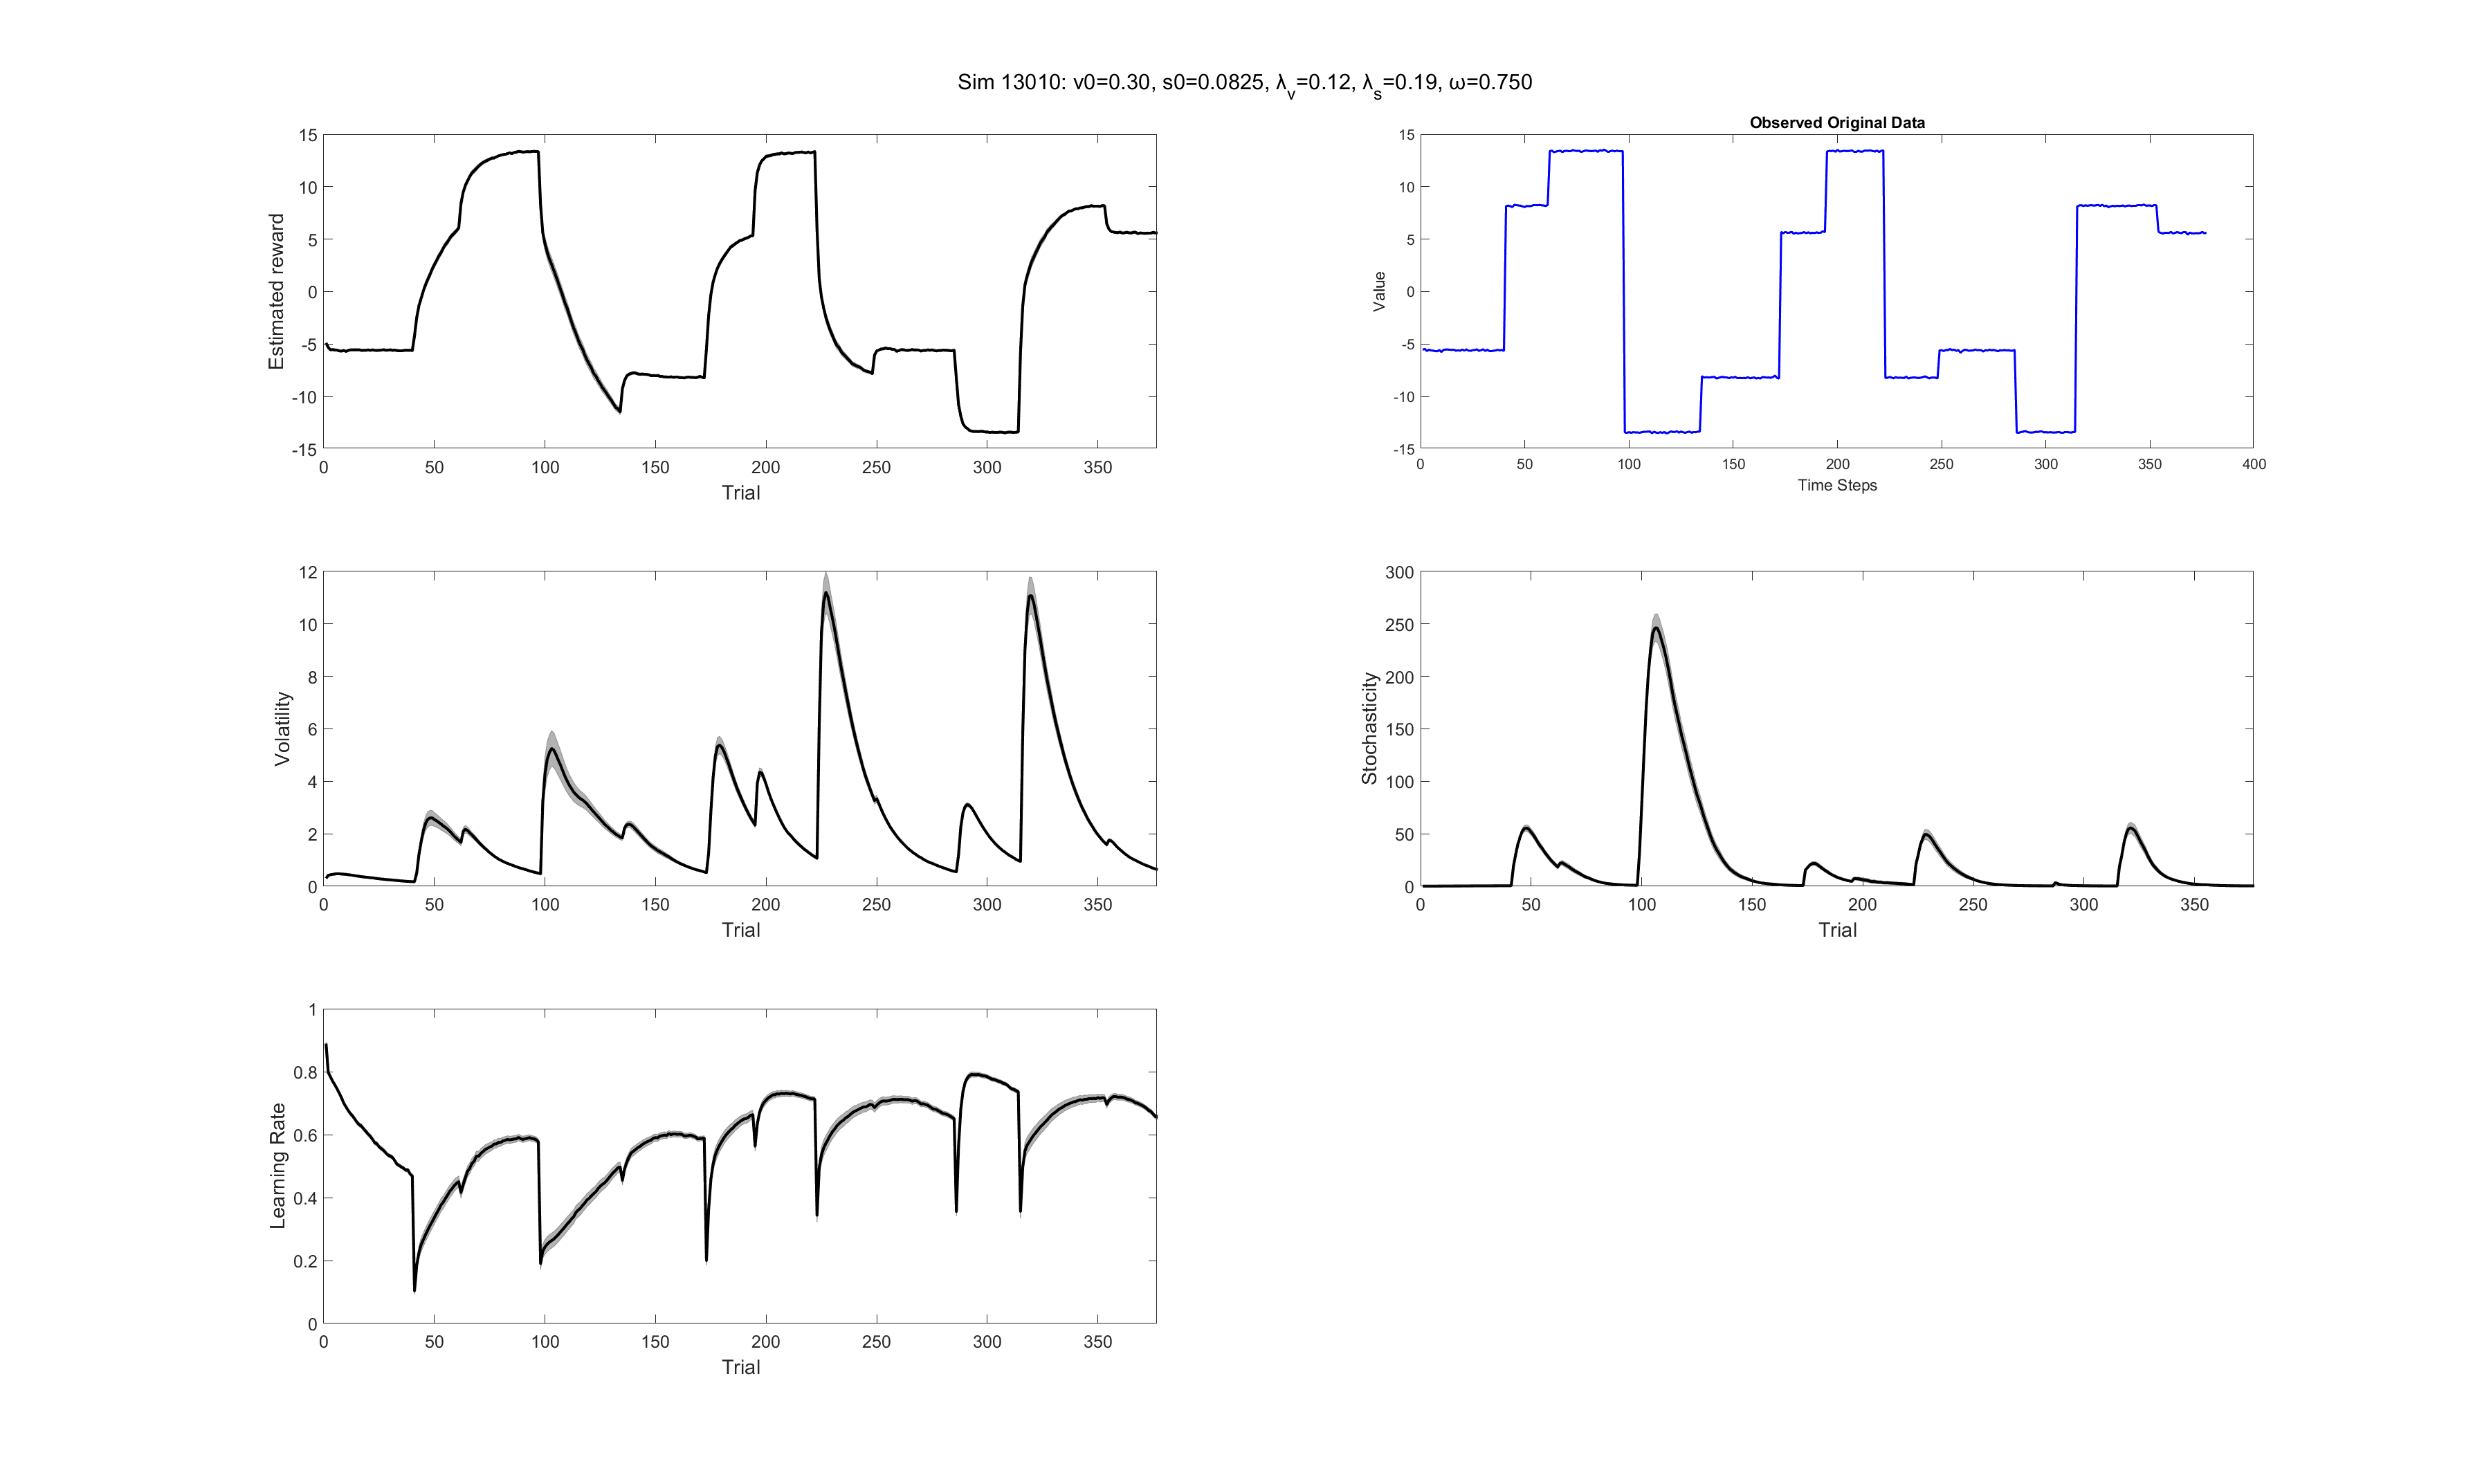 Sim 13010: v0=0.30, s0=0.0825, λv=0.12, λs=0.19, ω=0.750
15
10
5
0
-5
-10
-15
Estimated reward
0 50 100 150 200 250 300 350
Trial
Observed Original Data
15
10
5
0
-5
-10
-15
Value
0 50 100 150 200 250 300 350 400
Time Steps
12
10
8
6
4
2
0
Volatility
0 50 100 150 200 250 300 350
Trial
300
250
200
150
100
50
0
Stochasticity
0 50 100 150 200 250 300 350
Trial
1
0.8
0.6
0.4
0.2
0
Learning Rate
0 50 100 150 200 250 300 350
Trial